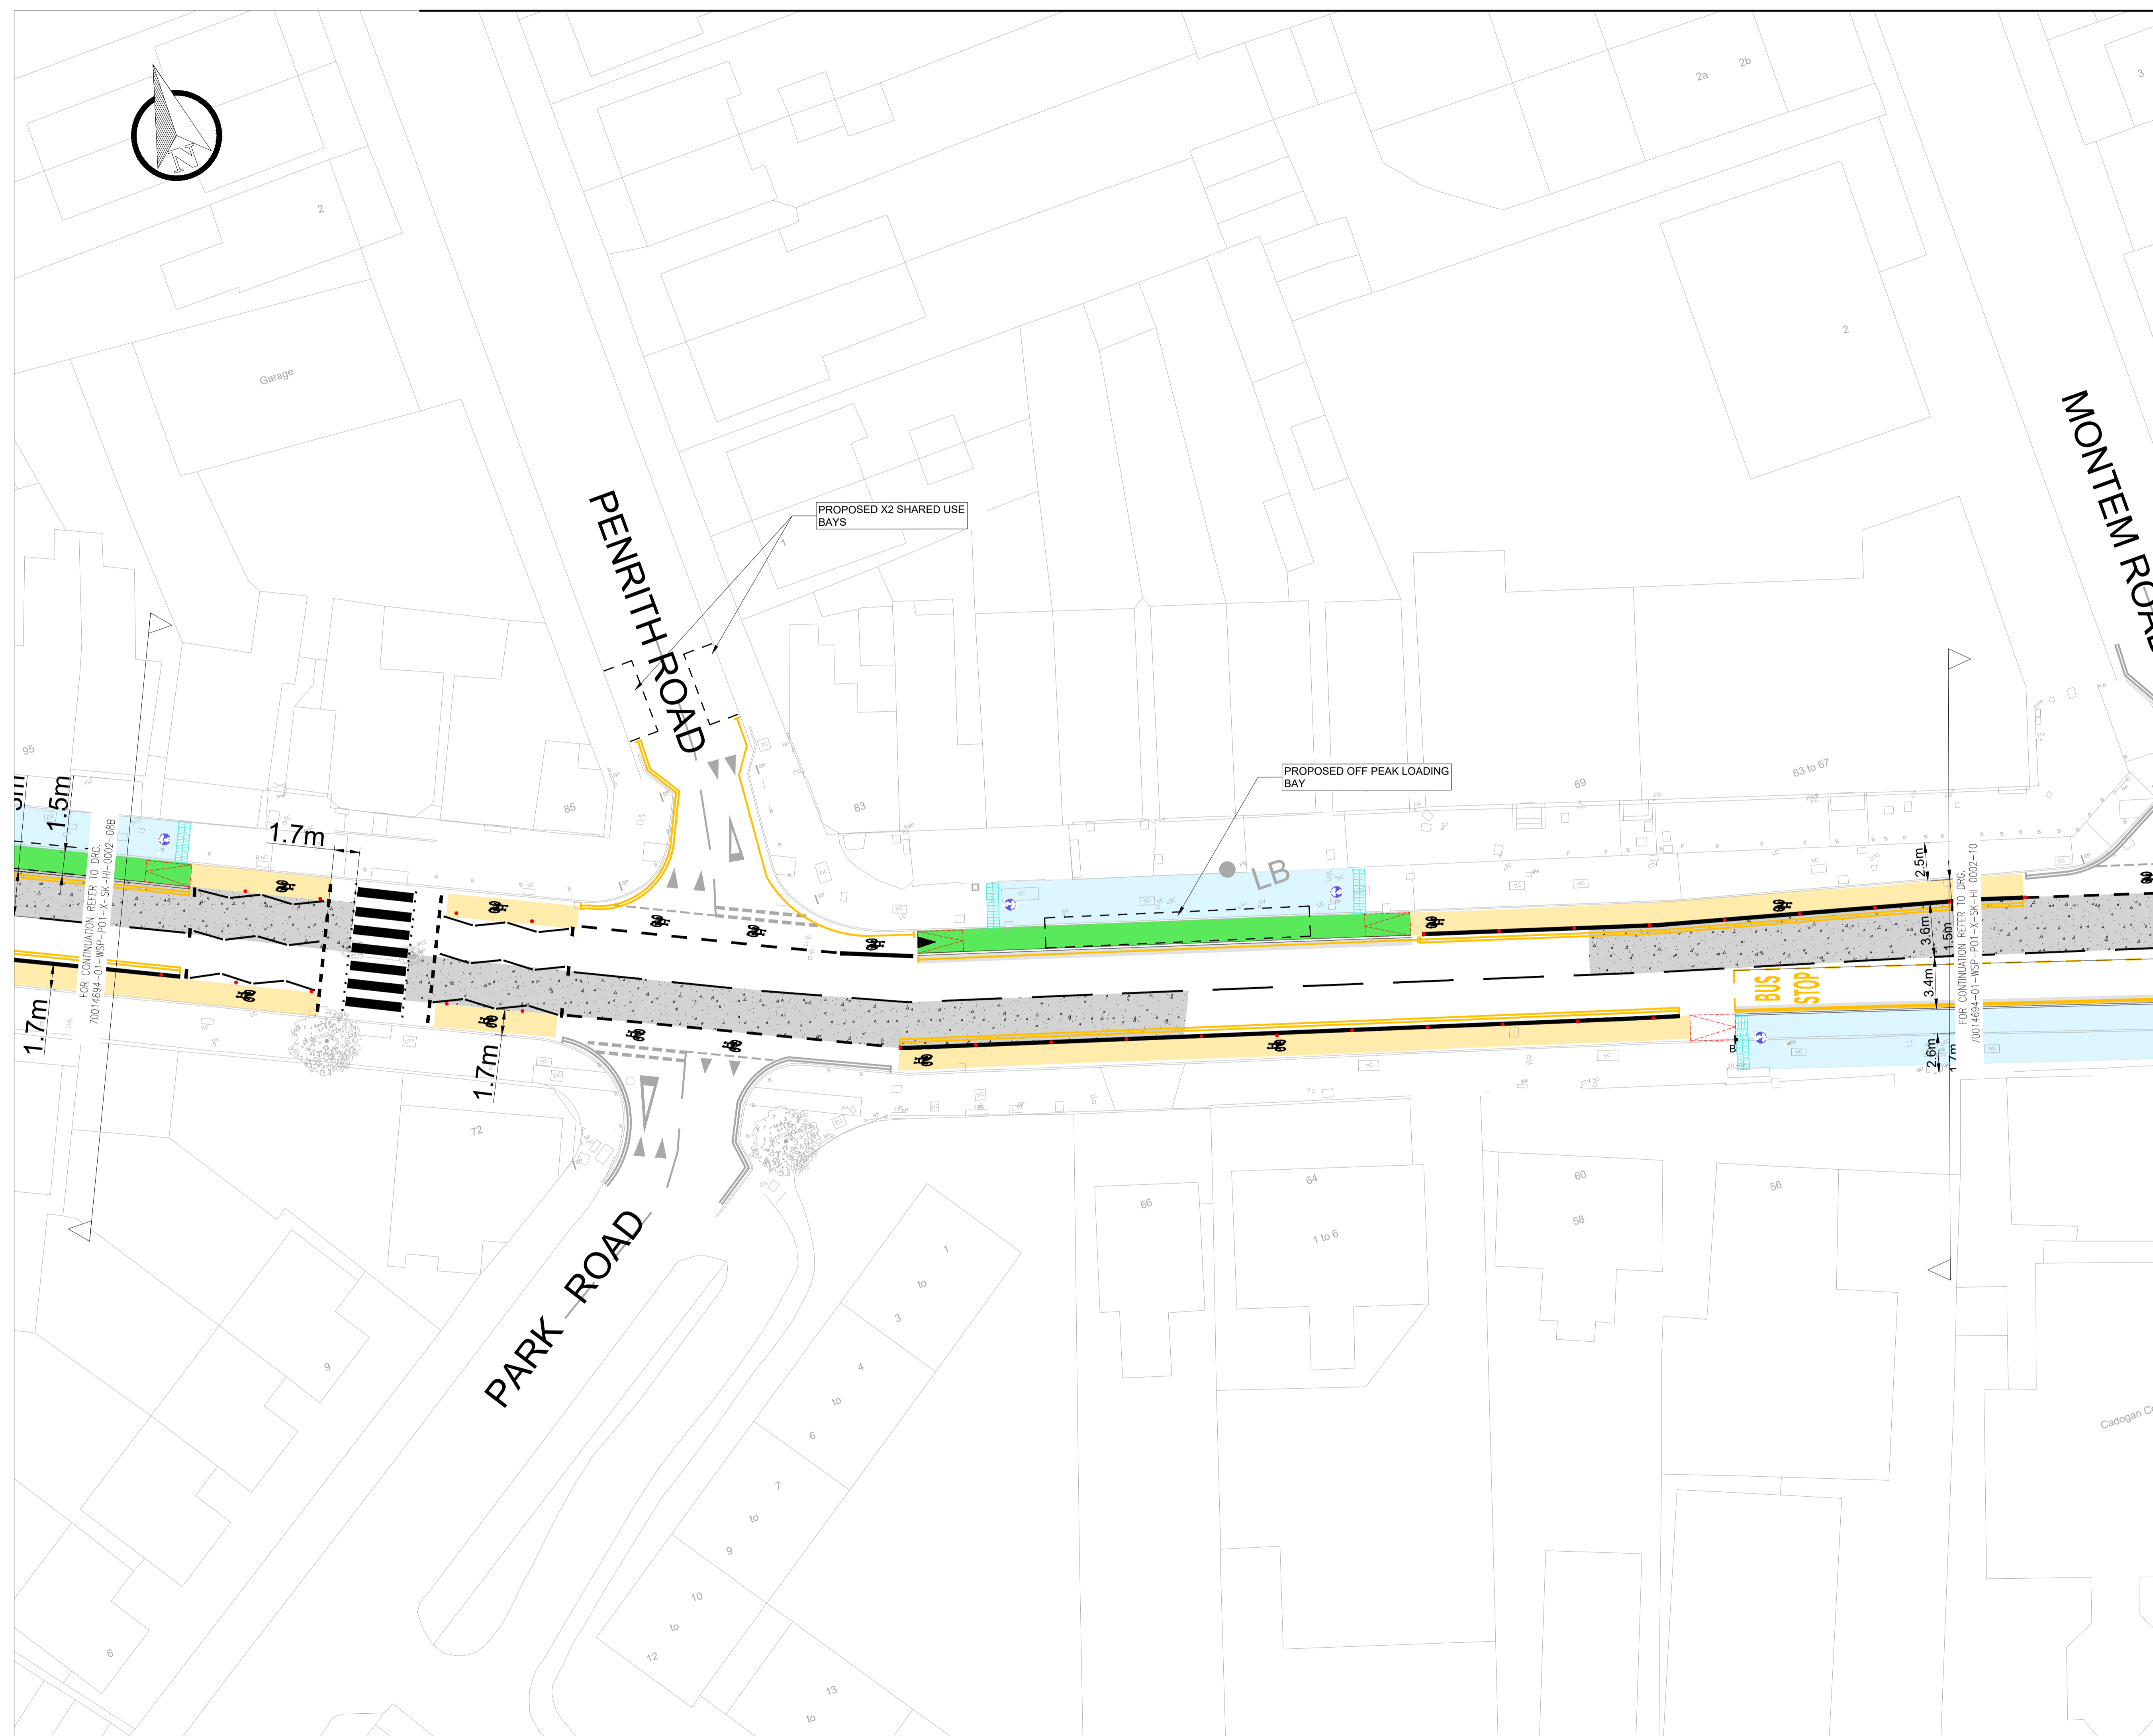 N
2
2a
2b
3
Garage
2
MONTEM ROA
PENRITH ROAD
PROPOSED X2 SHARED USE
BAYS
1
95
85
83
PROPOSED OFF PEAK LOADING
BAY
69
63 to 67
1.5m
1.7m
LB
2.5m
3.6m
1.5m
3.4m
2.6m
1.7m
BUS
STOP
B
FOR CONTINUATION REFER TO DRG.
70014694-01-WSP-P01-X-SK-HI-0002-08B
FOR CONTINUATION REFER TO DRG.
70014694-01-WSP-P01-X-SK-HI-0002-10
1.7m
1.7m
72
PARK ROAD
66
64
1 to 6
60
58
56
1
to
3
4
to
6
7
to
9
10
to
12
13
to
9
6
Cadogan